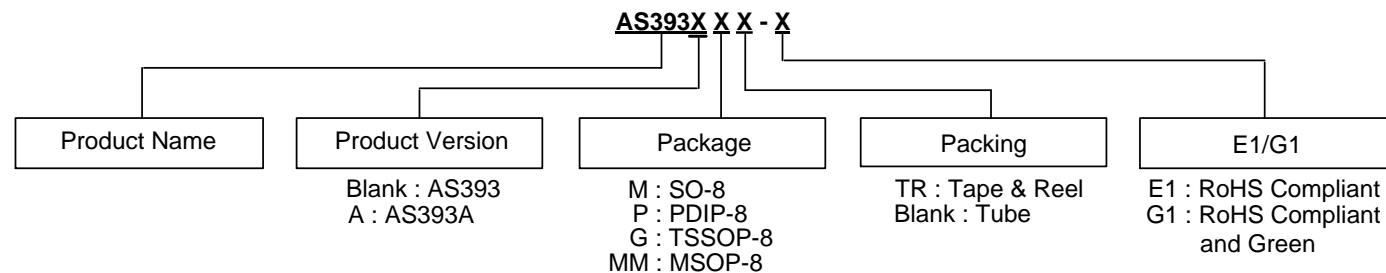 AS393X X X - X
Product Name
Product Version
Package
Packing
E1/G1
Blank : AS393
A : AS393A
M : SO-8
P : PDIP-8
G : TSSOP-8
MM : MSOP-8
TR : Tape & Reel
Blank : Tube
E1 : RoHS Compliant
G1 : RoHS Compliant
and Green